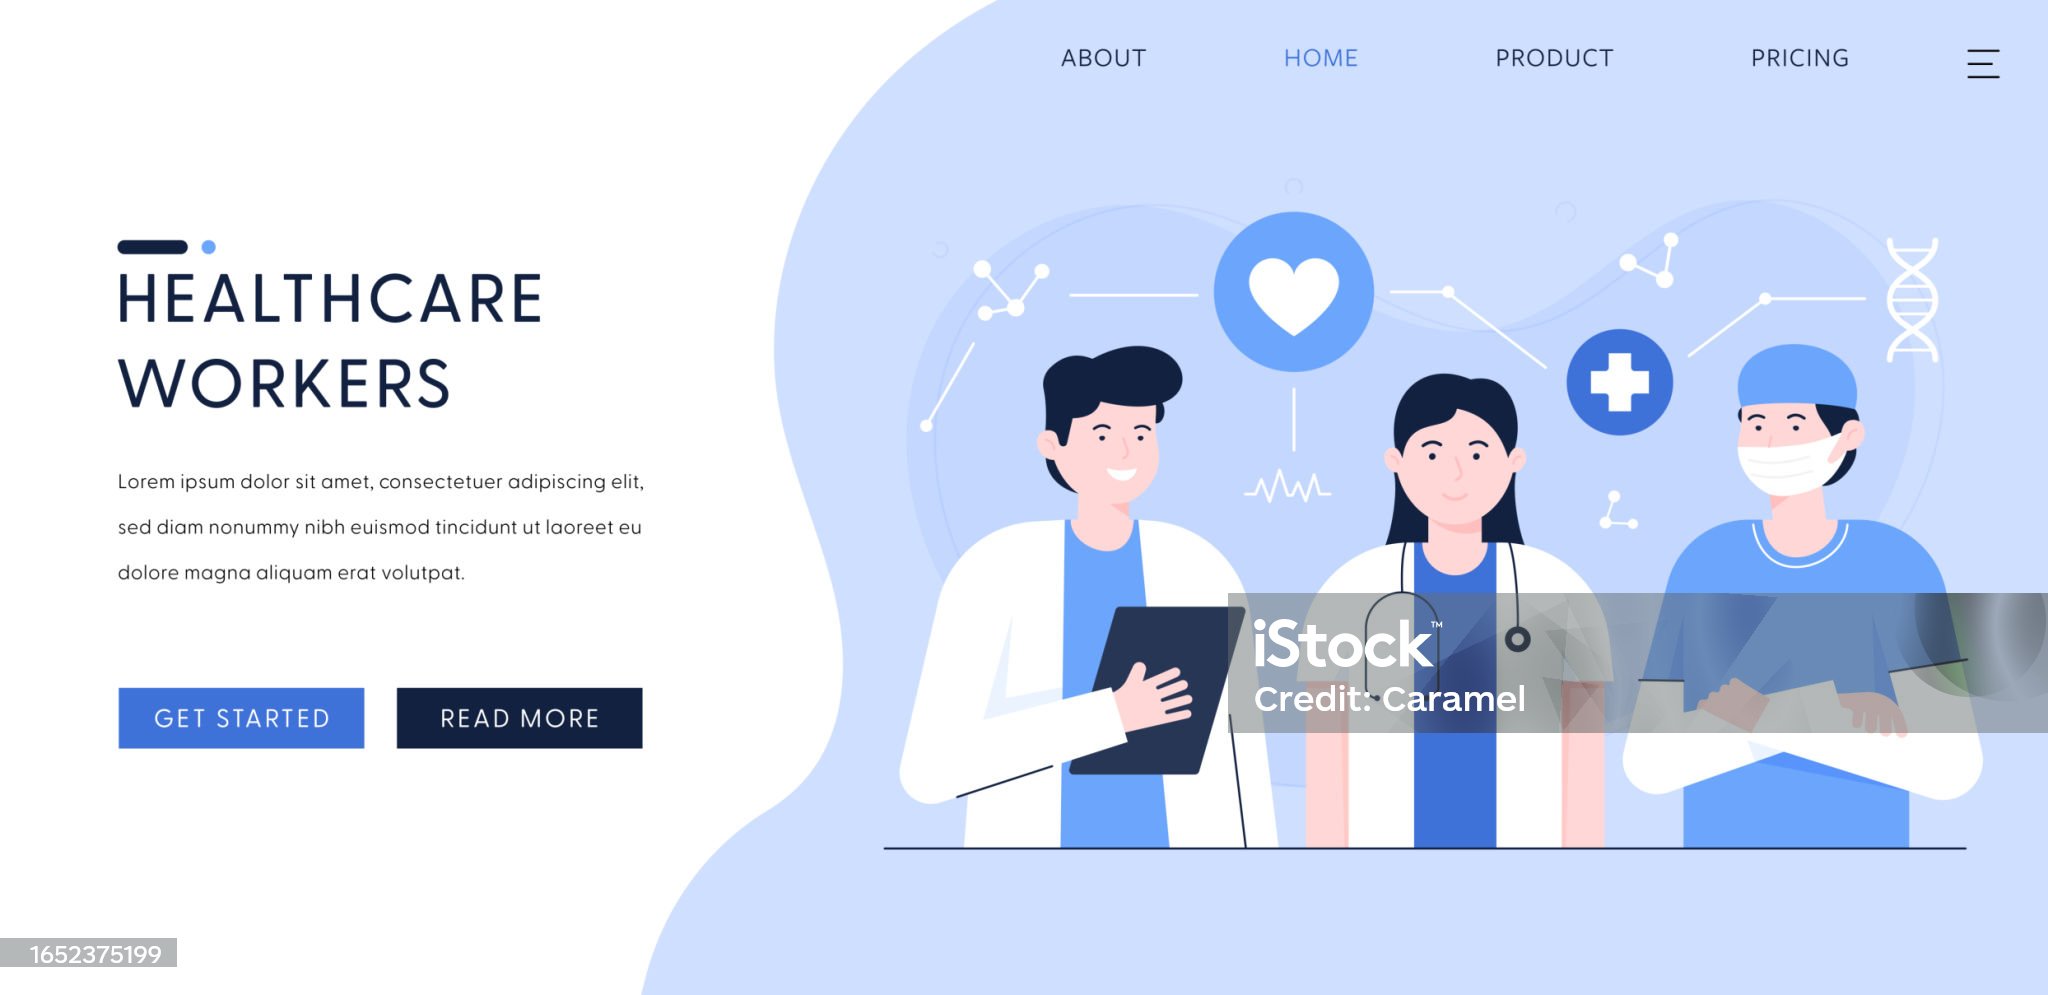 ABOUT HOME PRODUCT PRICING
HEALTHCARE
WORKERS
Lorem ipsum dolor sit amet, consectetuer adipiscing elit,
sed diam nonummy nibh euismod tincidunt ut laoreet eu
dolore magna aliquam erat volutpat.
GET STARTED READ MORE
iStock™
Credit: Caramel
1652375199